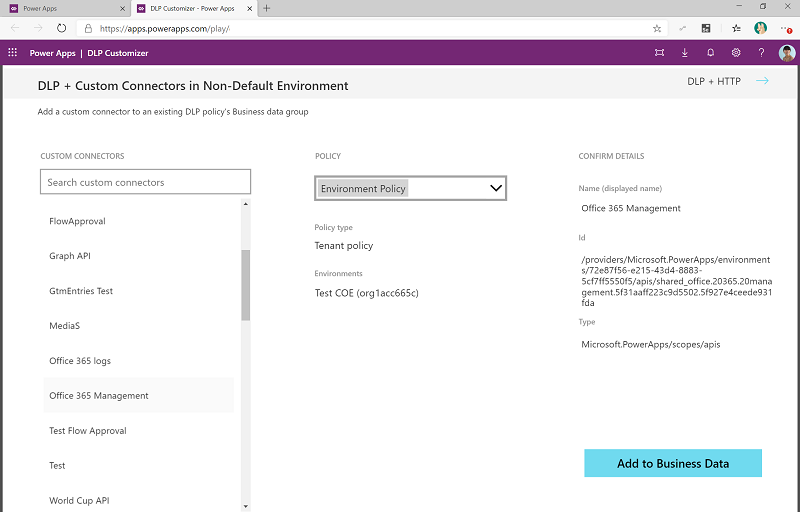 Power Apps
DLP Customizer - Power Apps
https://apps.powerapps.com/play/
Power Apps | DLP Customizer
DLP + Custom Connectors in Non-Default Environment
DLP + HTTP
Add a custom connector to an existing DLP policy's Business data group
CUSTOM CONNECTORS
Search custom connectors
FlowApproval
Graph API
GtmEntries Test
MediaS
Office 365 logs
Office 365 Management
Test Flow Approval
Test
World Cup API
POLICY
Environment Policy
Policy type
Tenant policy
Environments
Test COE (org1acc665c)
CONFIRM DETAILS
Name (displayed name)
Office 365 Management
Id
/providers/Microsoft.PowerApps/environment
s/72e87f56-e215-43d4-8883-
5cf7ff5550f5/apis/shared_office.20365.20man
agement.5f31aaff223c9d5502.5f927e4ceede931
fda
Type
Microsoft.PowerApps/scopes/apis
Add to Business Data